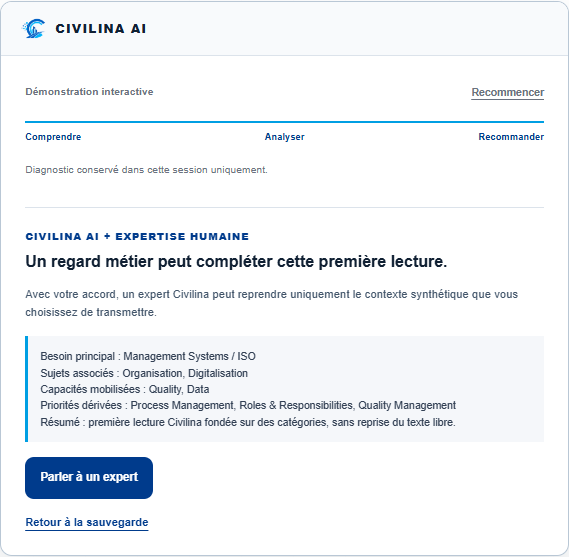 CIVILINA AI
Démonstration interactive
Recommencer
Comprendre
Analyser
Recommander
Diagnostic conservé dans cette session uniquement.
CIVILINA AI + EXPERTISE HUMAINE
Un regard métier peut compléter cette première lecture.
Avec votre accord, un expert Civilina peut reprendre uniquement le contexte synthétique que vous
choisissez de transmettre.
Besoin principal : Management Systems / ISO
Sujets associés : Organisation, Digitalisation
Capacités mobilisées : Quality, Data
Priorités dérivées : Process Management, Roles & Responsibilities, Quality Management
Résumé : première lecture Civilina fondée sur des catégories, sans reprise du texte libre.
Parler à un expert
Retour à la sauvegarde